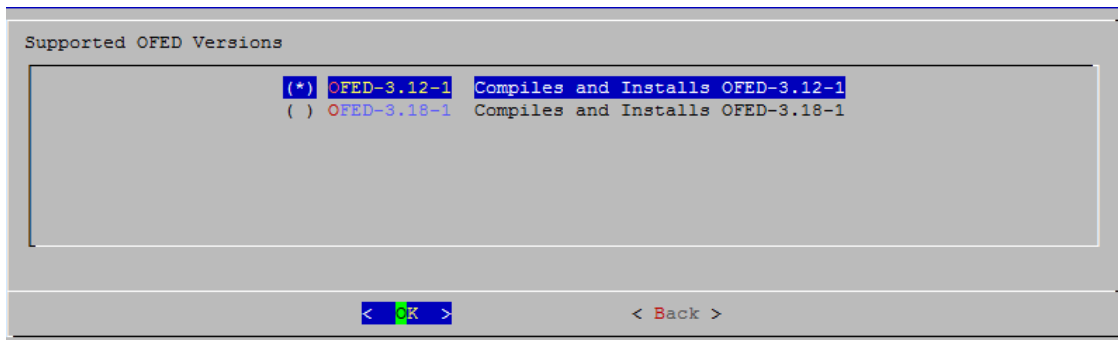 Supported OFED Versions
(*) OFED-3.12-1 Compiles and Installs OFED-3.12-1
( ) OFED-3.18-1 Compiles and Installs OFED-3.18-1
< OK > < Back >